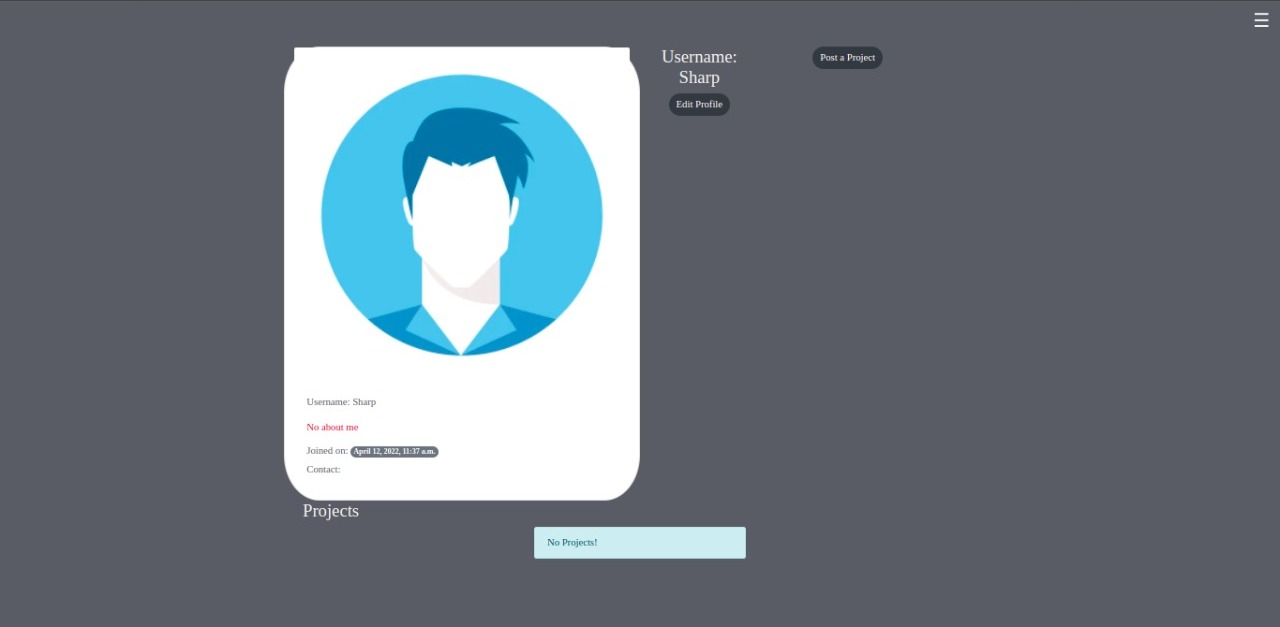 ☰
Username:
Sharp
Edit Profile
Post a Project
Username: Sharp
No about me
Joined on: April 12, 2022, 11:37 a.m.
Contact:
Projects
No Projects!